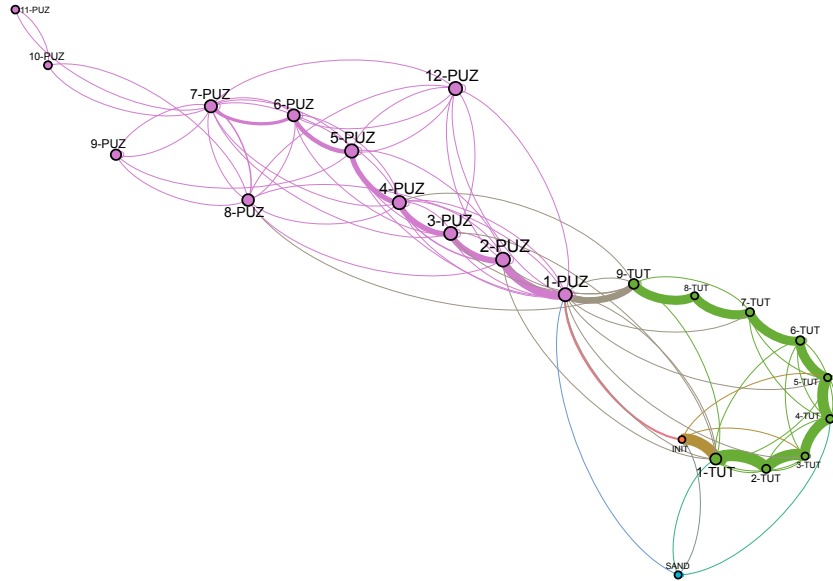 11-PUZ
10-PUZ
12-PUZ
7-PUZ
6-PUZ
5-PUZ
9-PUZ
4-PUZ
8-PUZ
3-PUZ
2-PUZ
1-PUZ
9-TUT
8-TUT
7-TUT
6-TUT
5-TUT
4-TUT
INIT
3-TUT
1-TUT
2-TUT
SAND